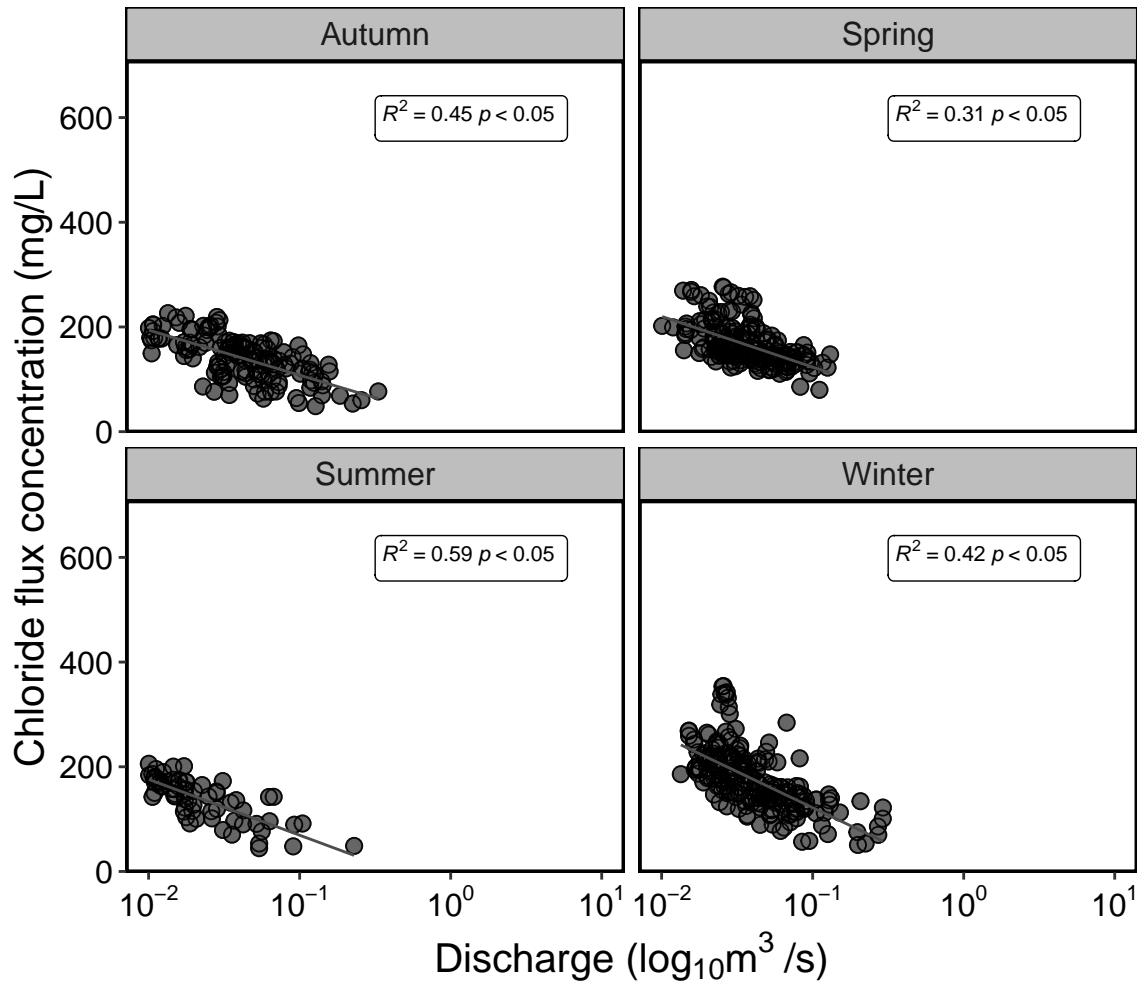 Autumn
Spring
R² = 0.45 p < 0.05
R² = 0.31 p < 0.05
600
400
200
0
Summer
Winter
R² = 0.59 p < 0.05
R² = 0.42 p < 0.05
600
400
200
0
Chloride flux concentration (mg/L)
10⁻² 10⁻¹ 10⁰ 10¹ 10⁻² 10⁻¹ 10⁰ 10¹
Discharge (log₁₀m³ /s)